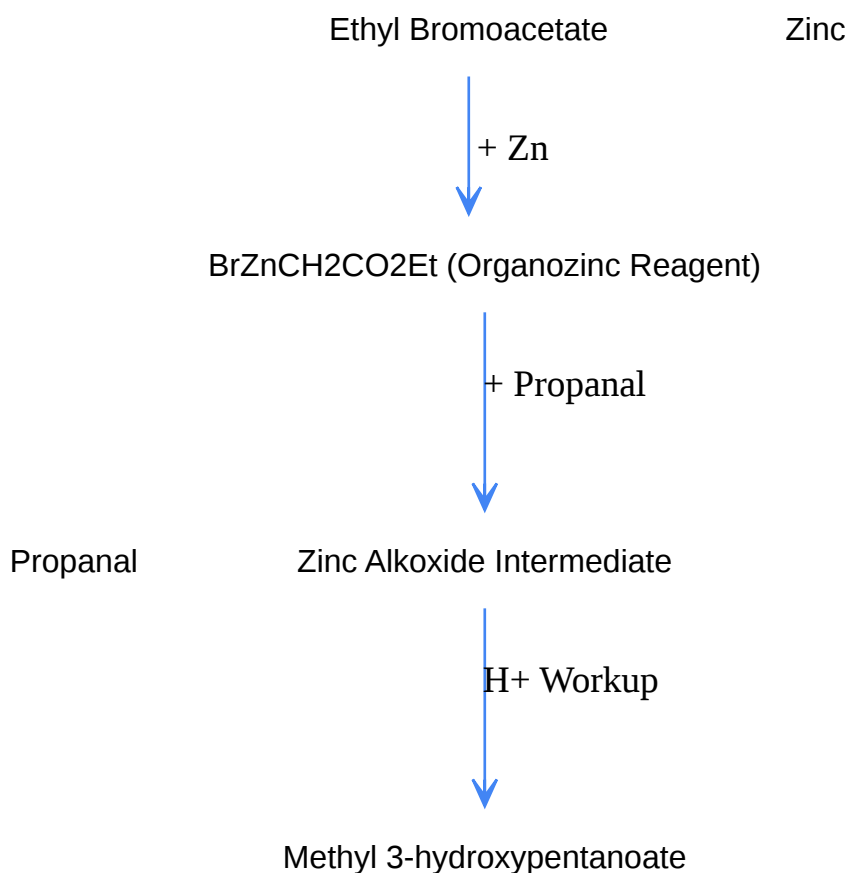 Ethyl Bromoacetate
Zinc
+ Zn
BrZnCH2CO2Et (Organozinc Reagent)
+ Propanal
Propanal
Zinc Alkoxide Intermediate
H+ Workup
Methyl 3-hydroxypentanoate